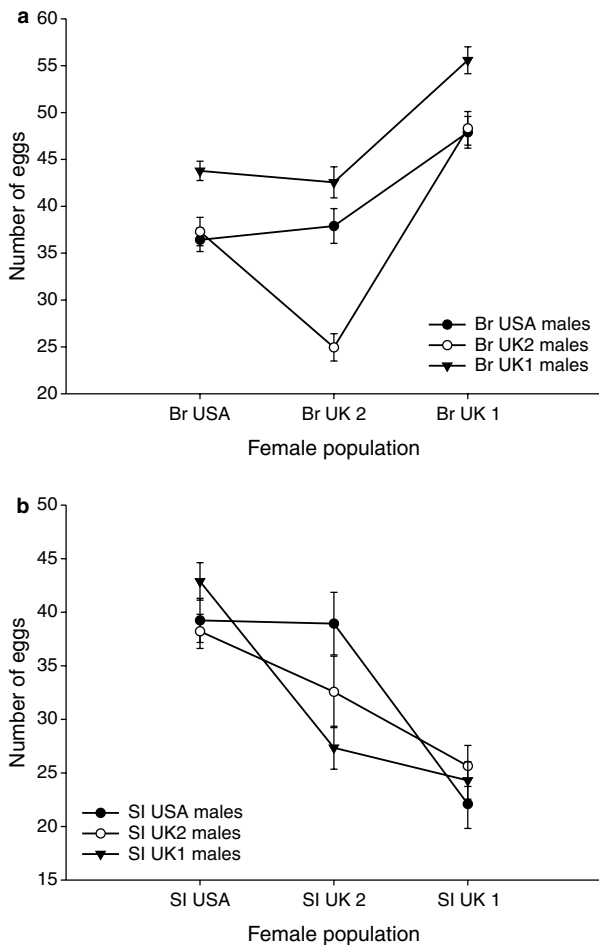 a
60
55
50
45
40
35
30
25
20
Number of eggs
Br USA males
Br UK2 males
Br UK1 males
Br USA
Br UK 2
Br UK 1
Female population
b
50
45
40
35
30
25
20
15
Number of eggs
SI USA males
SI UK2 males
SI UK1 males
SI USA
SI UK 2
SI UK 1
Female population